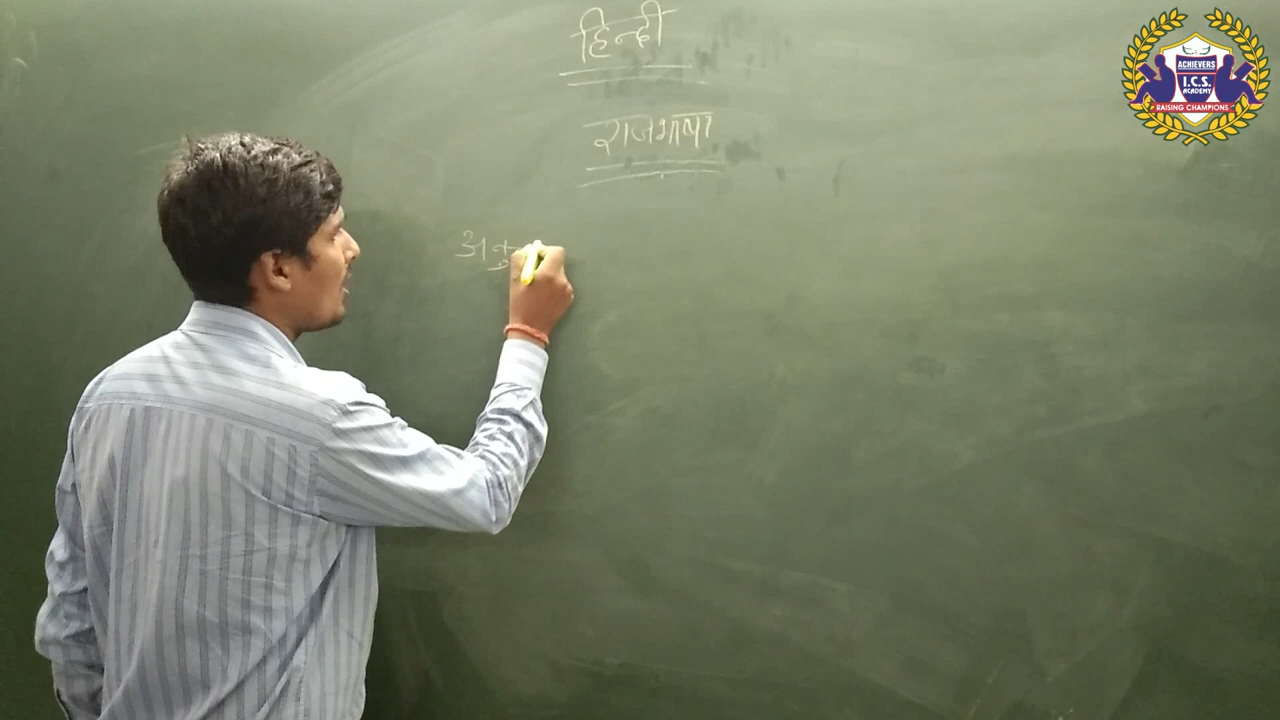 हिन्दी
राजभाषा
अनु
ACHIEVERS
I.C.S.
ACADEMY
RAISING CHAMPIONS